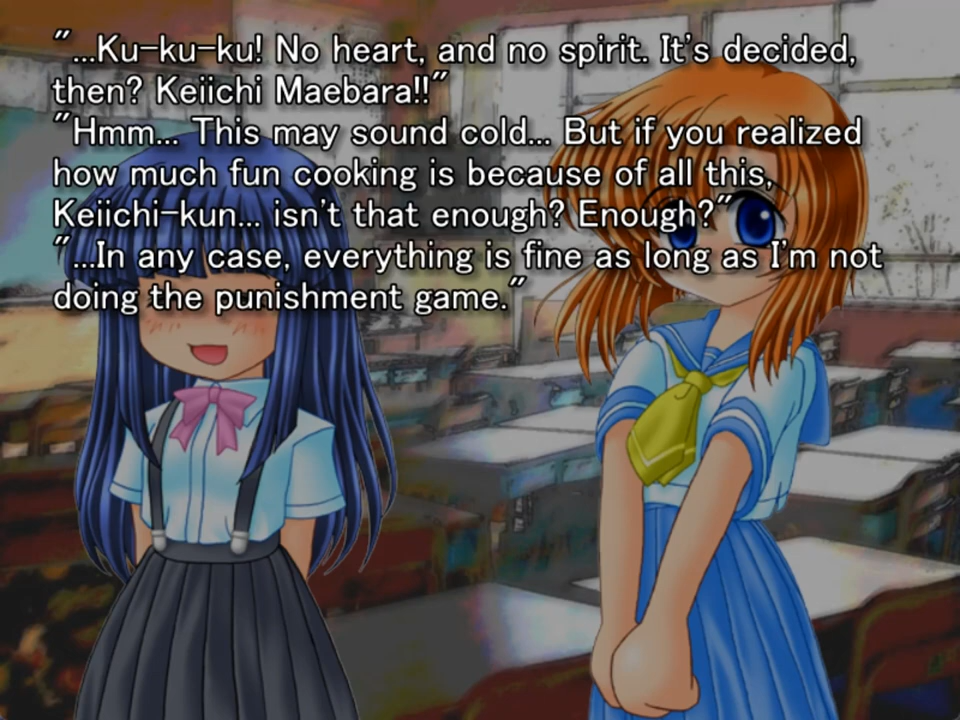 "...Ku-ku-ku! No heart, and no spirit. It's decided,
then? Keiichi Maebara!!"
"Hmm... This may sound cold... But if you realized
how much fun cooking is because of all this,
Keiichi-kun... isn't that enough? Enough?"
"...In any case, everything is fine as long as I'm not
doing the punishment game."